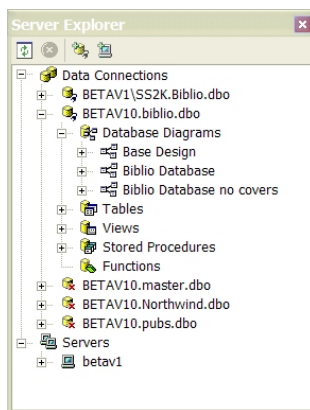 Server Explorer
Data Connections
BETAV1\SS2K.Biblio.dbo
BETAV10.biblio.dbo
Database Diagrams
Base Design
Biblio Database
Biblio Database no covers
Tables
Views
Stored Procedures
Functions
BETAV10.master.dbo
BETAV10.Northwind.dbo
BETAV10.pubs.dbo
Servers
betav1